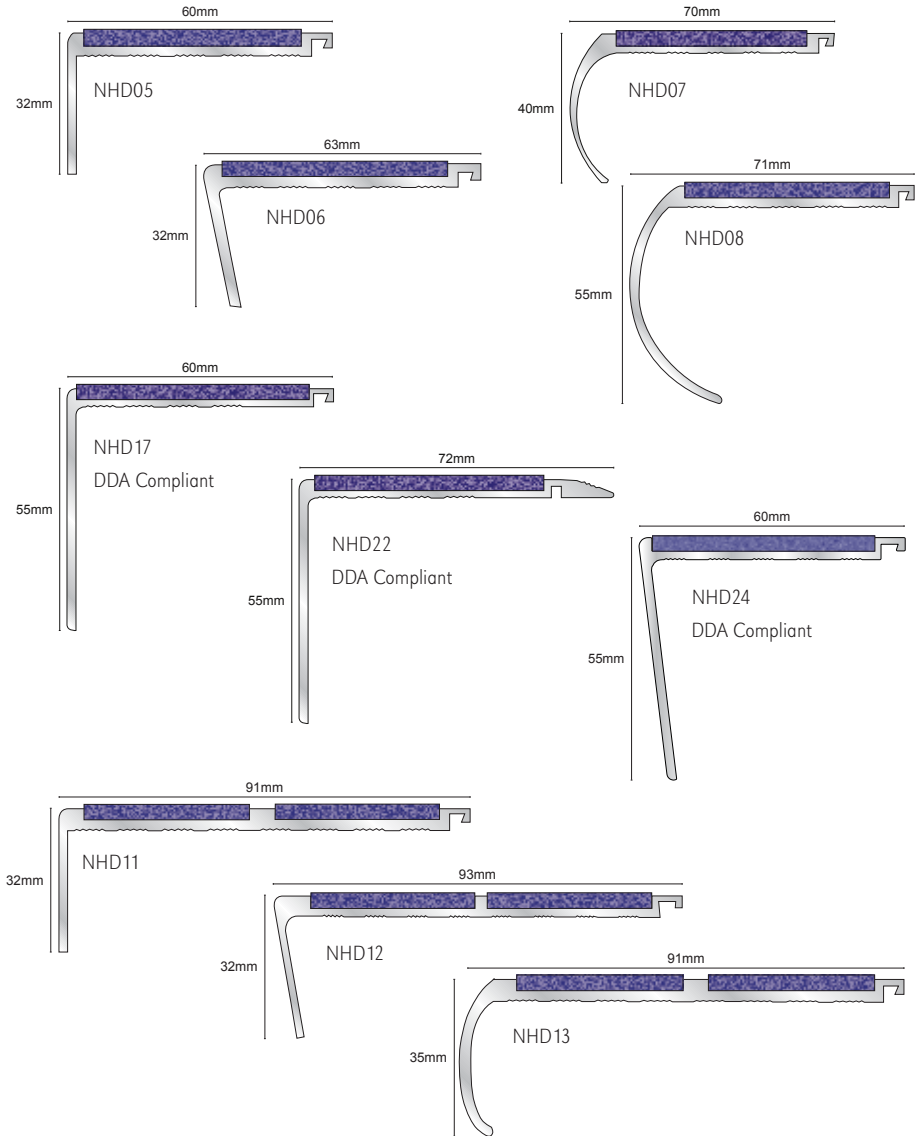 60mm
32mm
NHD05
70mm
40mm
NHD07
63mm
32mm
NHD06
71mm
55mm
NHD08
60mm
55mm
NHD17
DDA Compliant
72mm
55mm
NHD22
DDA Compliant
60mm
55mm
NHD24
DDA Compliant
91mm
32mm
NHD11
93mm
32mm
NHD12
91mm
35mm
NHD13